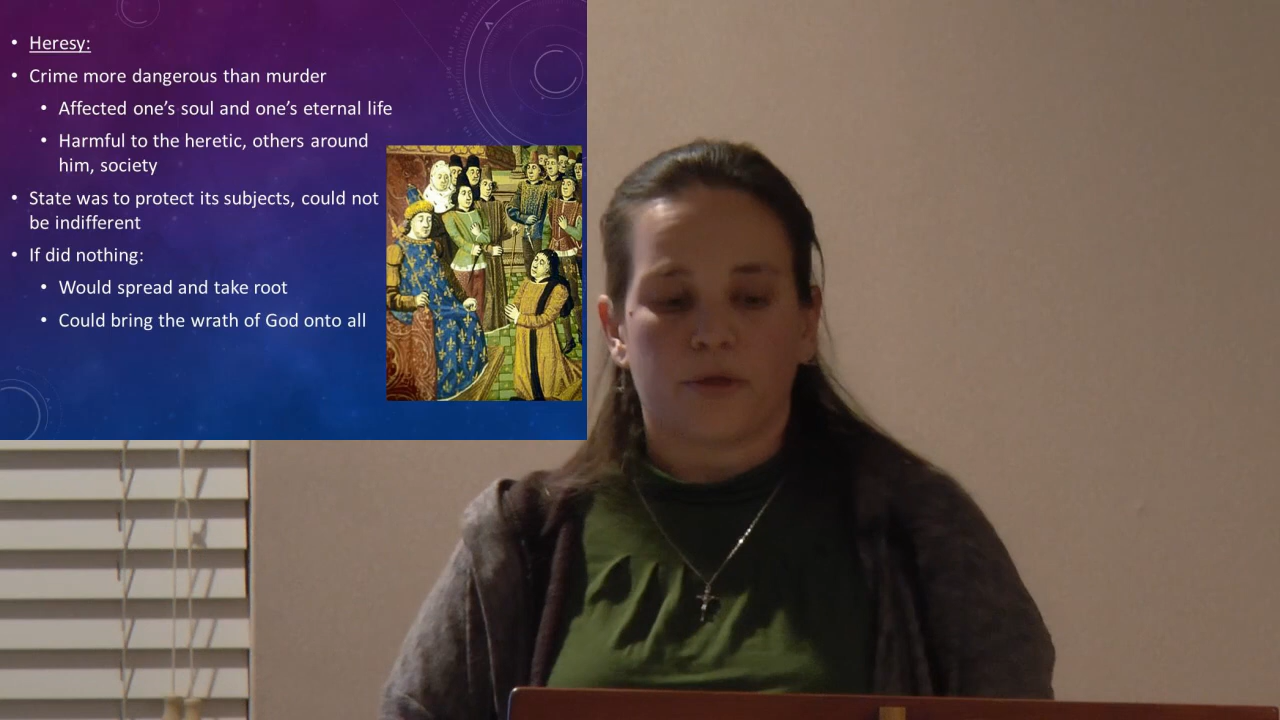 • Heresy:
• Crime more dangerous than murder
• Affected one's soul and one's eternal life
• Harmful to the heretic, others around
him, society
• State was to protect its subjects, could not
be indifferent
• If did nothing:
• Would spread and take root
• Could bring the wrath of God onto all